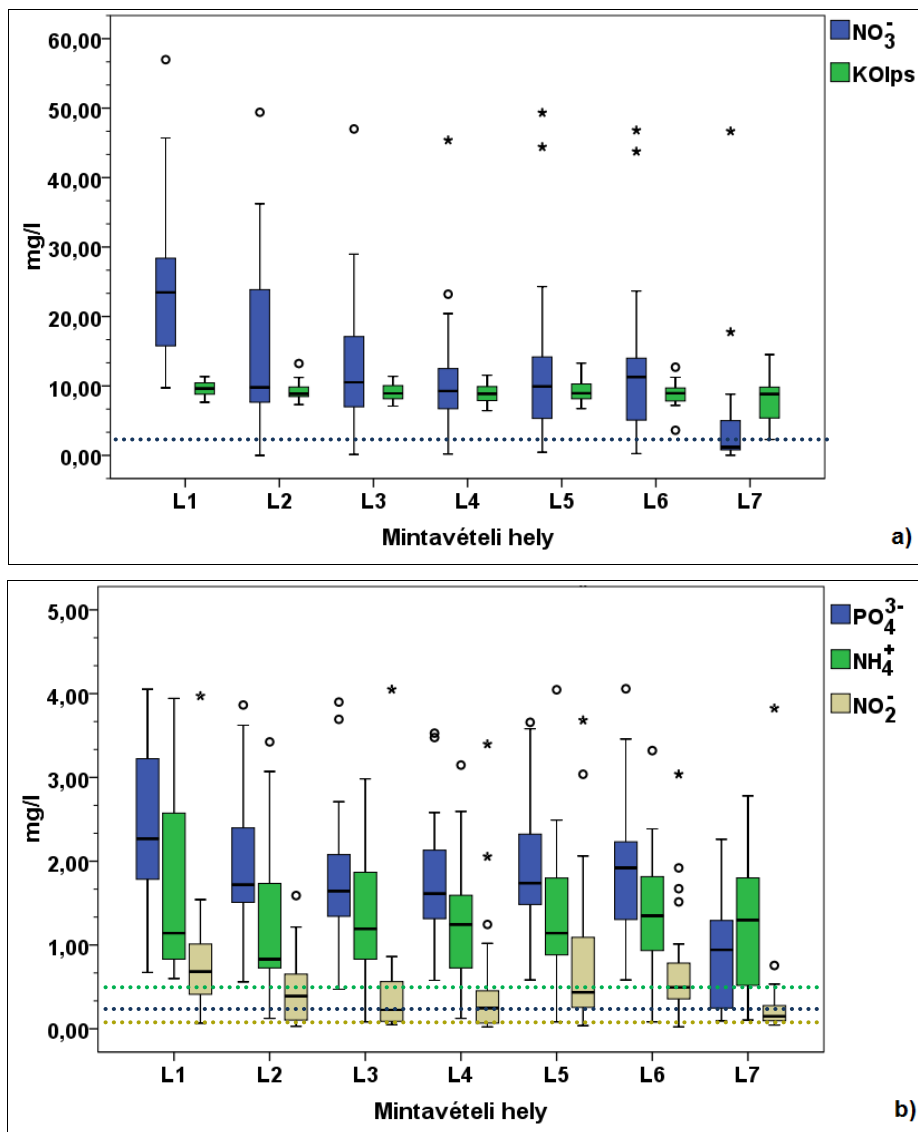 60,00
50,00
40,00
30,00
20,00
10,00
0,00
mg/l
L1 L2 L3 L4 L5 L6 L7
Mintavételi hely
NO₃⁻
KOIps
a)
5,00
4,00
3,00
2,00
1,00
0,00
mg/l
L1 L2 L3 L4 L5 L6 L7
Mintavételi hely
PO₄³⁻
NH₄⁺
NO₂⁻
b)